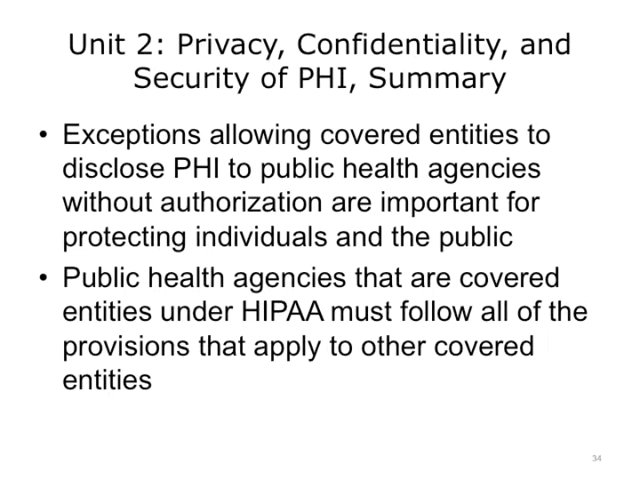 Unit 2: Privacy, Confidentiality, and
Security of PHI, Summary
• Exceptions allowing covered entities to
disclose PHI to public health agencies
without authorization are important for
protecting individuals and the public
• Public health agencies that are covered
entities under HIPAA must follow all of the
provisions that apply to other covered
entities
34